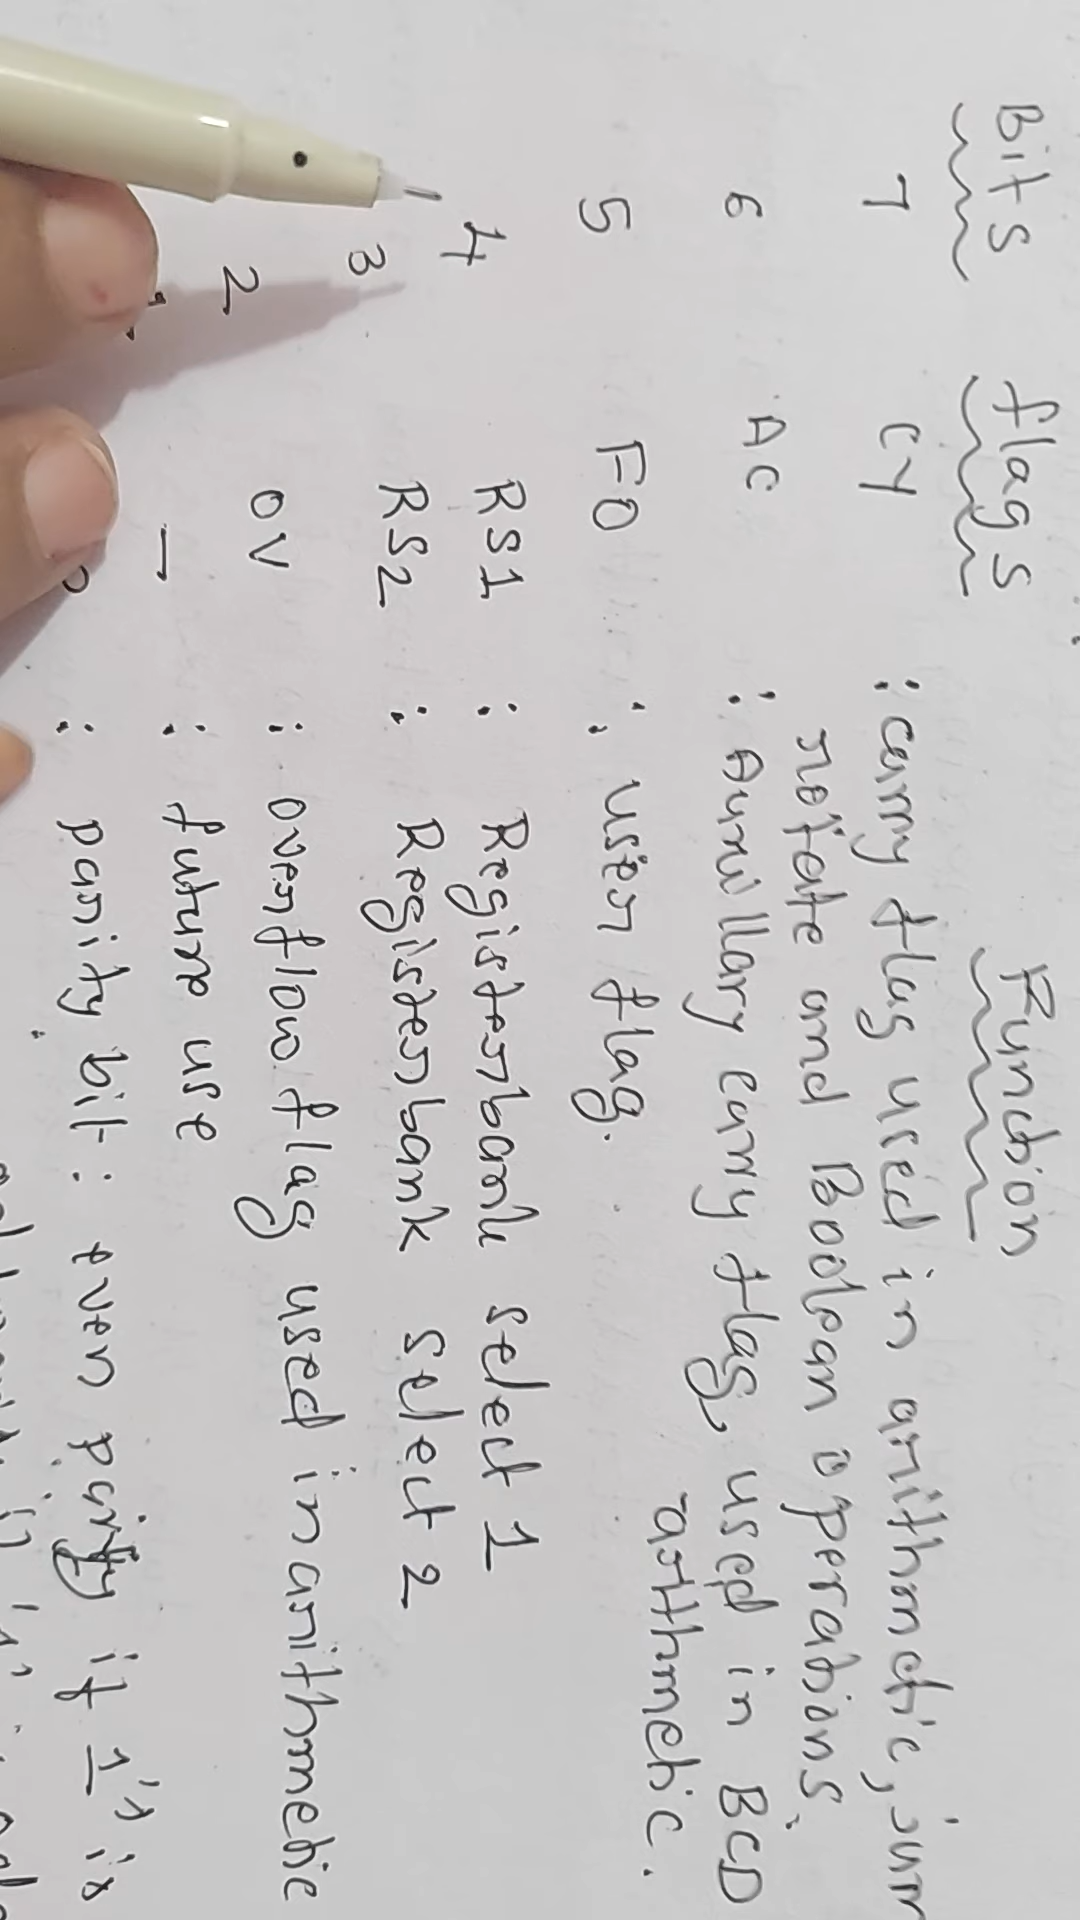 Bits flags Function
7 CY : carry flag used in arithmetic, jum
rotate and Boolean operations.
6 AC : Auxillary carry flag, used in BCD
arithmetic.
5 F0 : user flag.
4 RS1 : Registerbank select 1
3 RS2 : Registerbank select 2
2 OV : overflow flag used in arithmetic
— : future use
: parity bit : even parity if 1's is